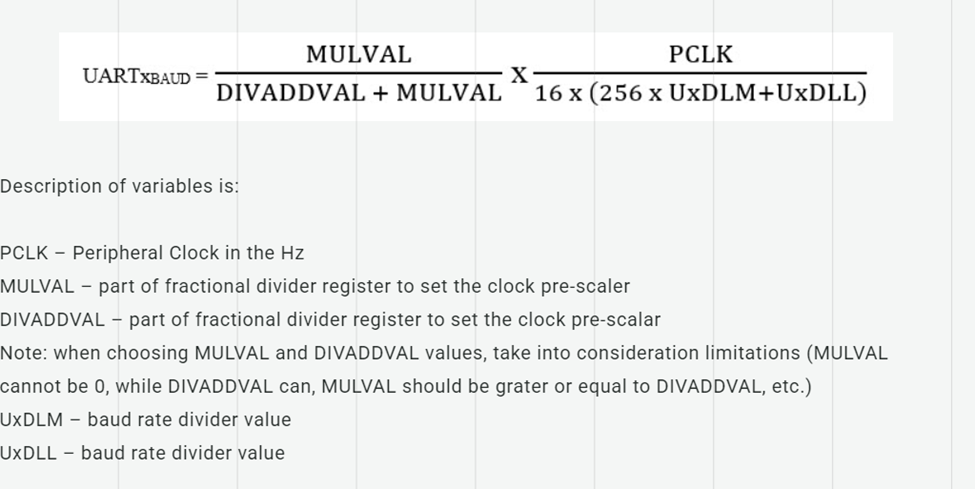 UARTxBAUD = MULVAL / DIVADDVAL + MULVAL X PCLK / 16 x (256 x UxDLM+UxDLL)
Description of variables is:
PCLK – Peripheral Clock in the Hz
MULVAL – part of fractional divider register to set the clock pre-scaler
DIVADDVAL – part of fractional divider register to set the clock pre-scalar
Note: when choosing MULVAL and DIVADDVAL values, take into consideration limitations (MULVAL
cannot be 0, while DIVADDVAL can, MULVAL should be grater or equal to DIVADDVAL, etc.)
UxDLM – baud rate divider value
UxDLL – baud rate divider value